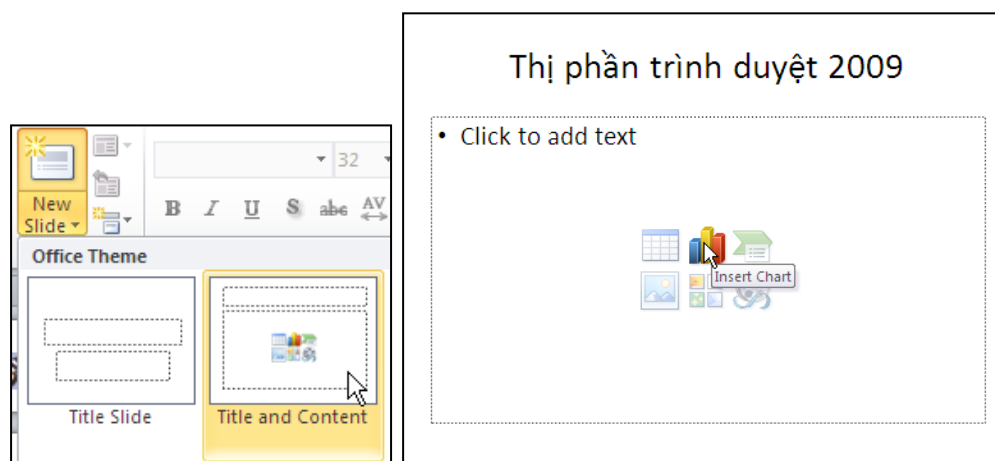 New
Slide
32
B I U S abc AV
Office Theme
Title Slide
Title and Content
Thị phần trình duyệt 2009
• Click to add text
Insert Chart